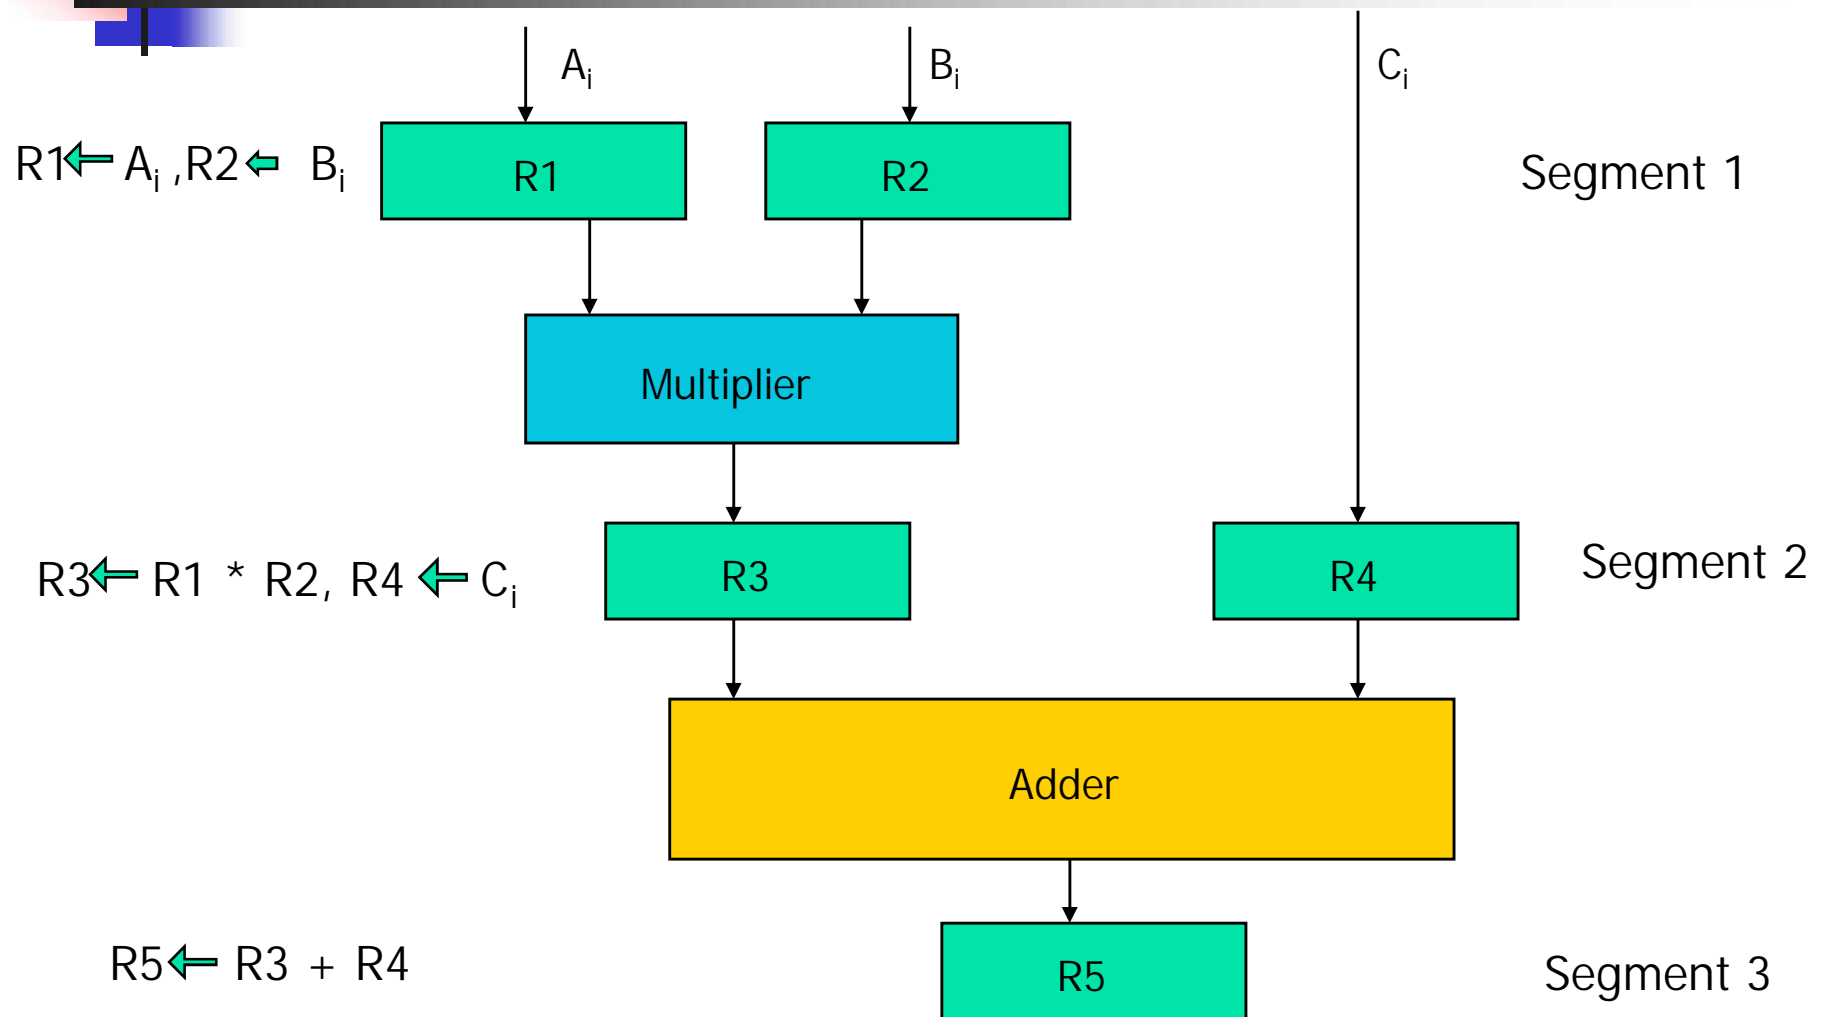 Ai
Bi
Ci
R1 Ai ,R2 Bi
R1
R2
Segment 1
Multiplier
R3 R1 * R2, R4 Ci
R3
R4
Segment 2
Adder
R5 R3 + R4
R5
Segment 3